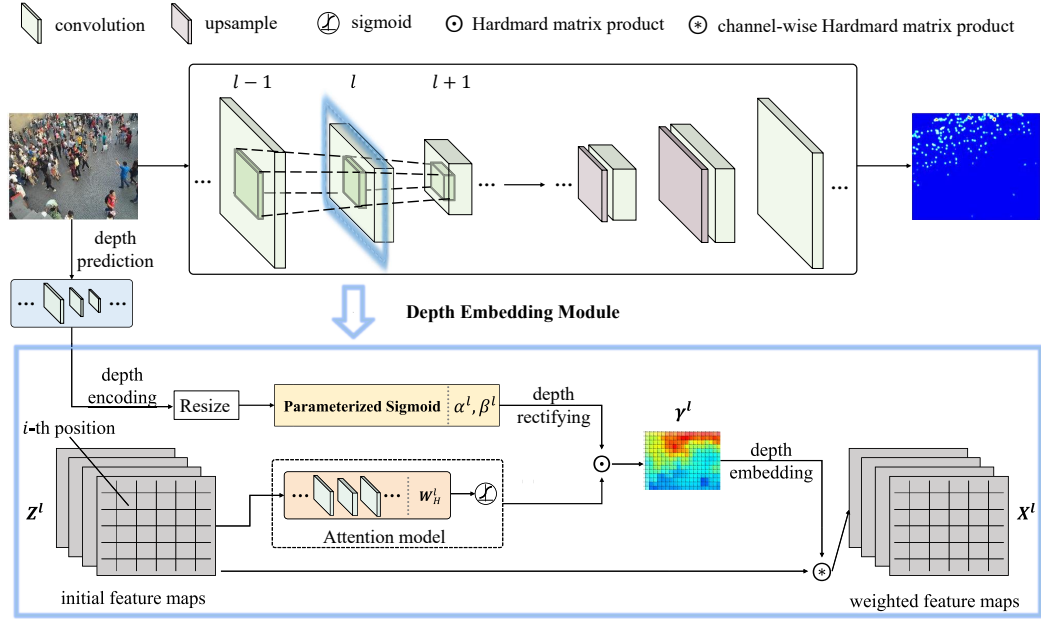 convolution
upsample
sigmoid
Hardmard matrix product
channel-wise Hardmard matrix product
l − 1
l
l + 1
...
...
...
...
depth
prediction
...
...
Depth Embedding Module
depth
encoding
Resize
Parameterized Sigmoid
α^l, β^l
depth
rectifying
γ^l
i-th position
depth
embedding
Z^l
...
...
W_H^l
X^l
Attention model
initial feature maps
weighted feature maps